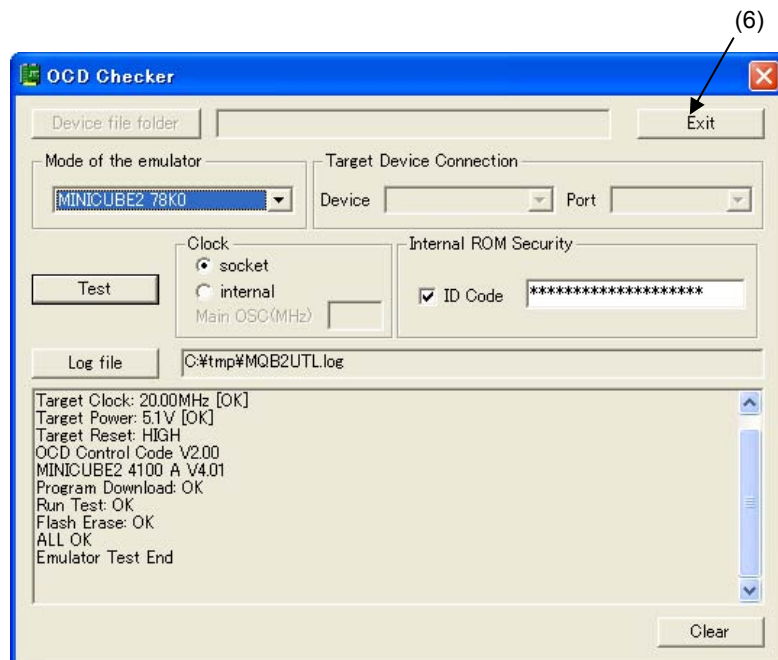 (6)
OCD Checker
Device file folder
Exit
Mode of the emulator
MINICUBE2 78K0
Target Device Connection
Device
Port
Test
Clock
socket
internal
Main OSC(MHz)
Internal ROM Security
ID Code
********************
Log file
C:¥tmp¥MQB2UTL.log
Target Clock: 20.00MHz [OK]
Target Power: 5.1V [OK]
Target Reset: HIGH
OCD Control Code V2.00
MINICUBE2 4100 A V4.01
Program Download: OK
Run Test: OK
Flash Erase: OK
ALL OK
Emulator Test End
Clear